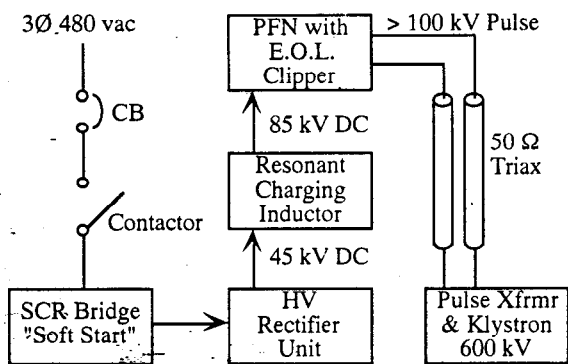 3Ø 480 vac
CB
Contactor
SCR Bridge
"Soft Start"
HV
Rectifier
Unit
45 kV DC
Resonant
Charging
Inductor
85 kV DC
PFN with
E.O.L.
Clipper
> 100 kV Pulse
50 Ω
Triax
Pulse Xfrmr
& Klystron
600 kV